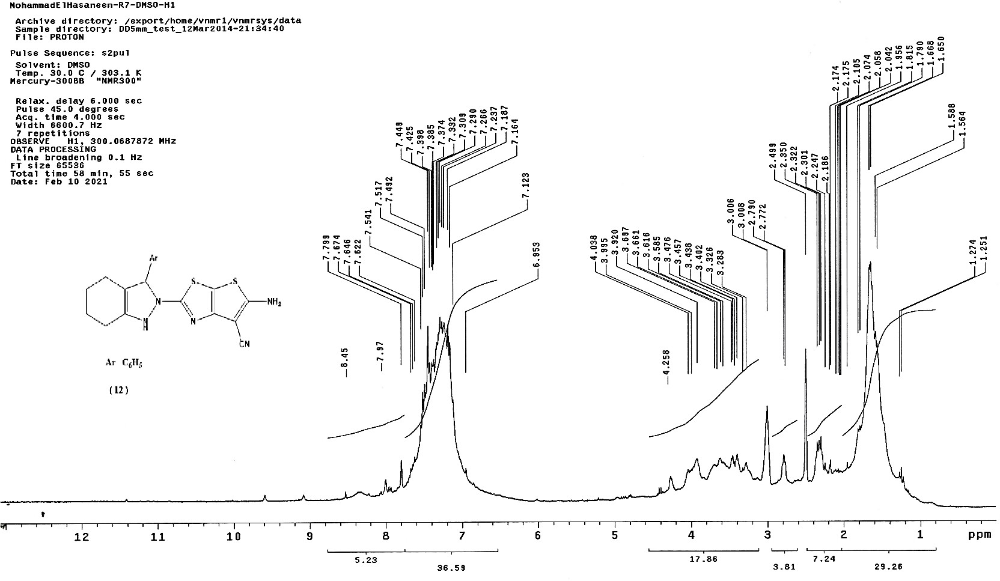 MohammadElHasaneen-R7-DMSO-H1
Archive directory: /export/home/vnmr1/vnmrsys/data
Sample directory: DD5mm_test_12Mar2014-21:34:40
File: PROTON
Pulse Sequence: s2pul
Solvent: DMSO
Temp. 30.0 C / 303.1 K
Mercury-300BB "NMR300"
Relax. delay 6.000 sec
Pulse 45.0 degrees
Acq. time 4.000 sec
Width 6600.7 Hz
7 repetitions
OBSERVE H1, 300.0687872 MHz
DATA PROCESSING
Line broadening 0.1 Hz
FT size 65536
Total time 58 min, 55 sec
Date: Feb 10 2021
Ar
S
S
N
N
NH2
N
H
CN
Ar C6H5
(12)
7.799
7.674
7.646
7.622
7.541
7.517
7.492
7.449
7.425
7.398
7.385
7.374
7.332
7.309
7.290
7.266
7.237
7.187
7.164
7.123
6.953
8.45
7.97
4.038
3.995
3.920
3.697
3.661
3.616
3.585
3.476
3.457
3.438
3.402
3.326
3.283
4.258
3.006
3.008
2.790
2.772
2.499
2.350
2.322
2.301
2.247
2.186
2.174
2.175
2.105
2.074
2.058
2.042
1.956
1.815
1.790
1.668
1.650
1.588
1.564
1.274
1.251
12 11 10 9 8 7 6 5 4 3 2 1 ppm
5.23
36.59
17.86
3.81
7.24
29.26